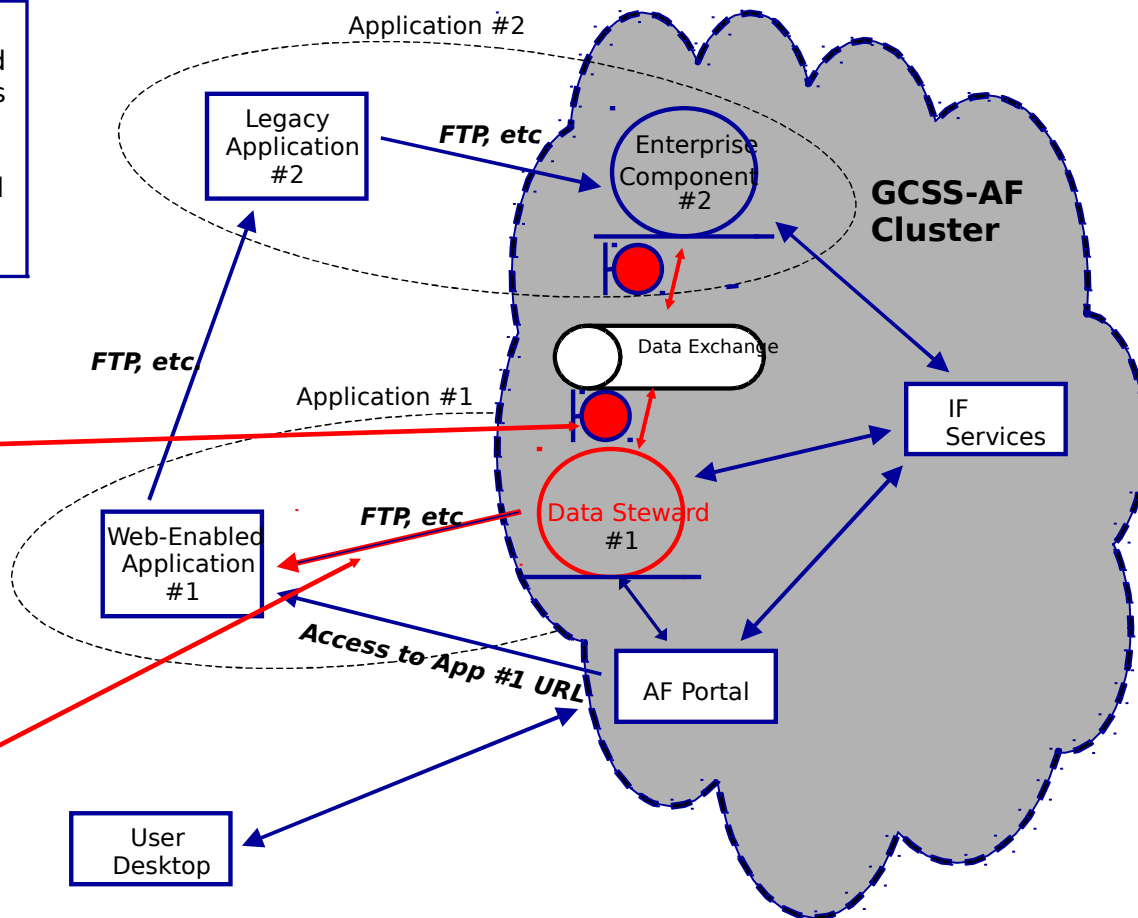 Application #2
Legacy
Application
#2
FTP, etc
Enterprise
Component
#2
GCSS-AF
Cluster
FTP, etc.
Data Exchange
Application #1
IF
Services
Web-Enabled
Application
#1
FTP, etc
Data Steward
#1
Access to App #1 URL
AF Portal
User
Desktop